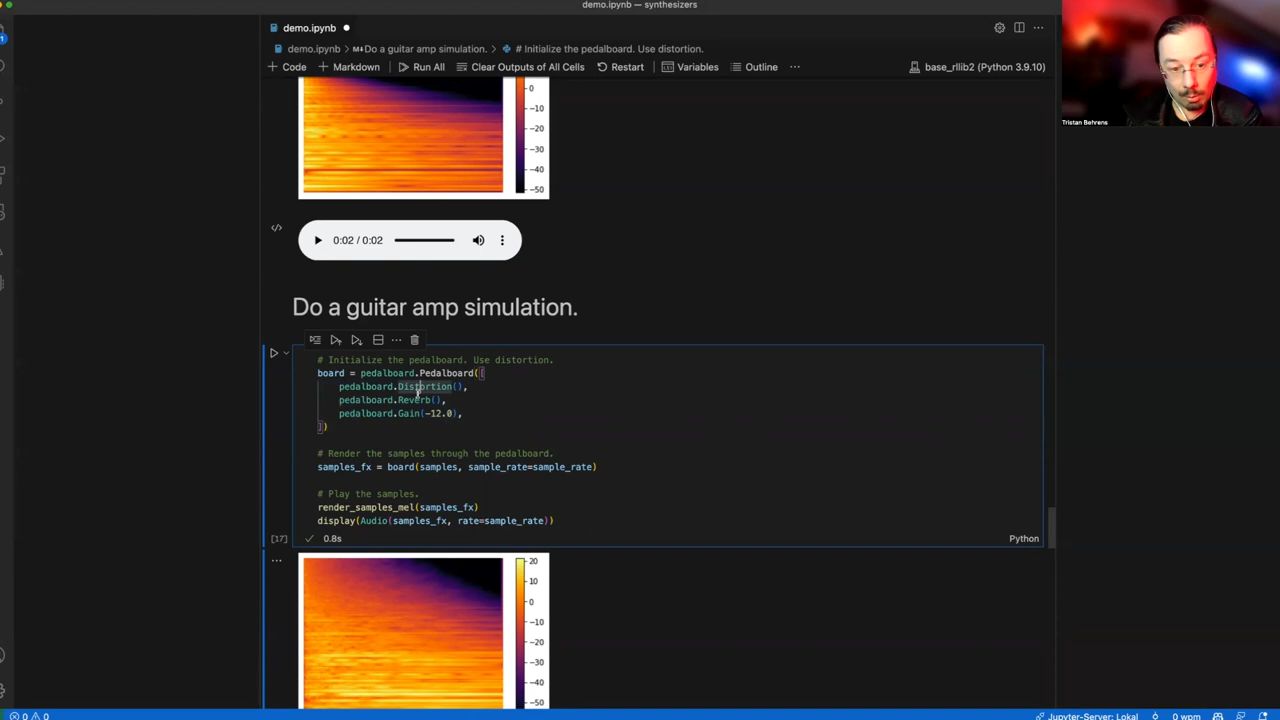 demo.ipynb — synthesizers
demo.ipynb
demo.ipynb > M↓Do a guitar amp simulation. > # Initialize the pedalboard. Use distortion.
+ Code + Markdown Run All Clear Outputs of All Cells Restart Variables Outline ... base_rllib2 (Python 3.9.10)
Tristan Behrens
1
0
−10
−20
−30
−40
−50
0:02 / 0:02
Do a guitar amp simulation.
# Initialize the pedalboard. Use distortion.
board = pedalboard.Pedalboard([
pedalboard.Distortion(),
pedalboard.Reverb(),
pedalboard.Gain(-12.0),
])
# Render the samples through the pedalboard.
samples_fx = board(samples, sample_rate=sample_rate)
# Play the samples.
render_samples_mel(samples_fx)
display(Audio(samples_fx, rate=sample_rate))
[17] 0.8s Python
20
10
0
−10
−20
−30
−40
−50
0 0 Jupyter-Server: Lokal 0 wpm